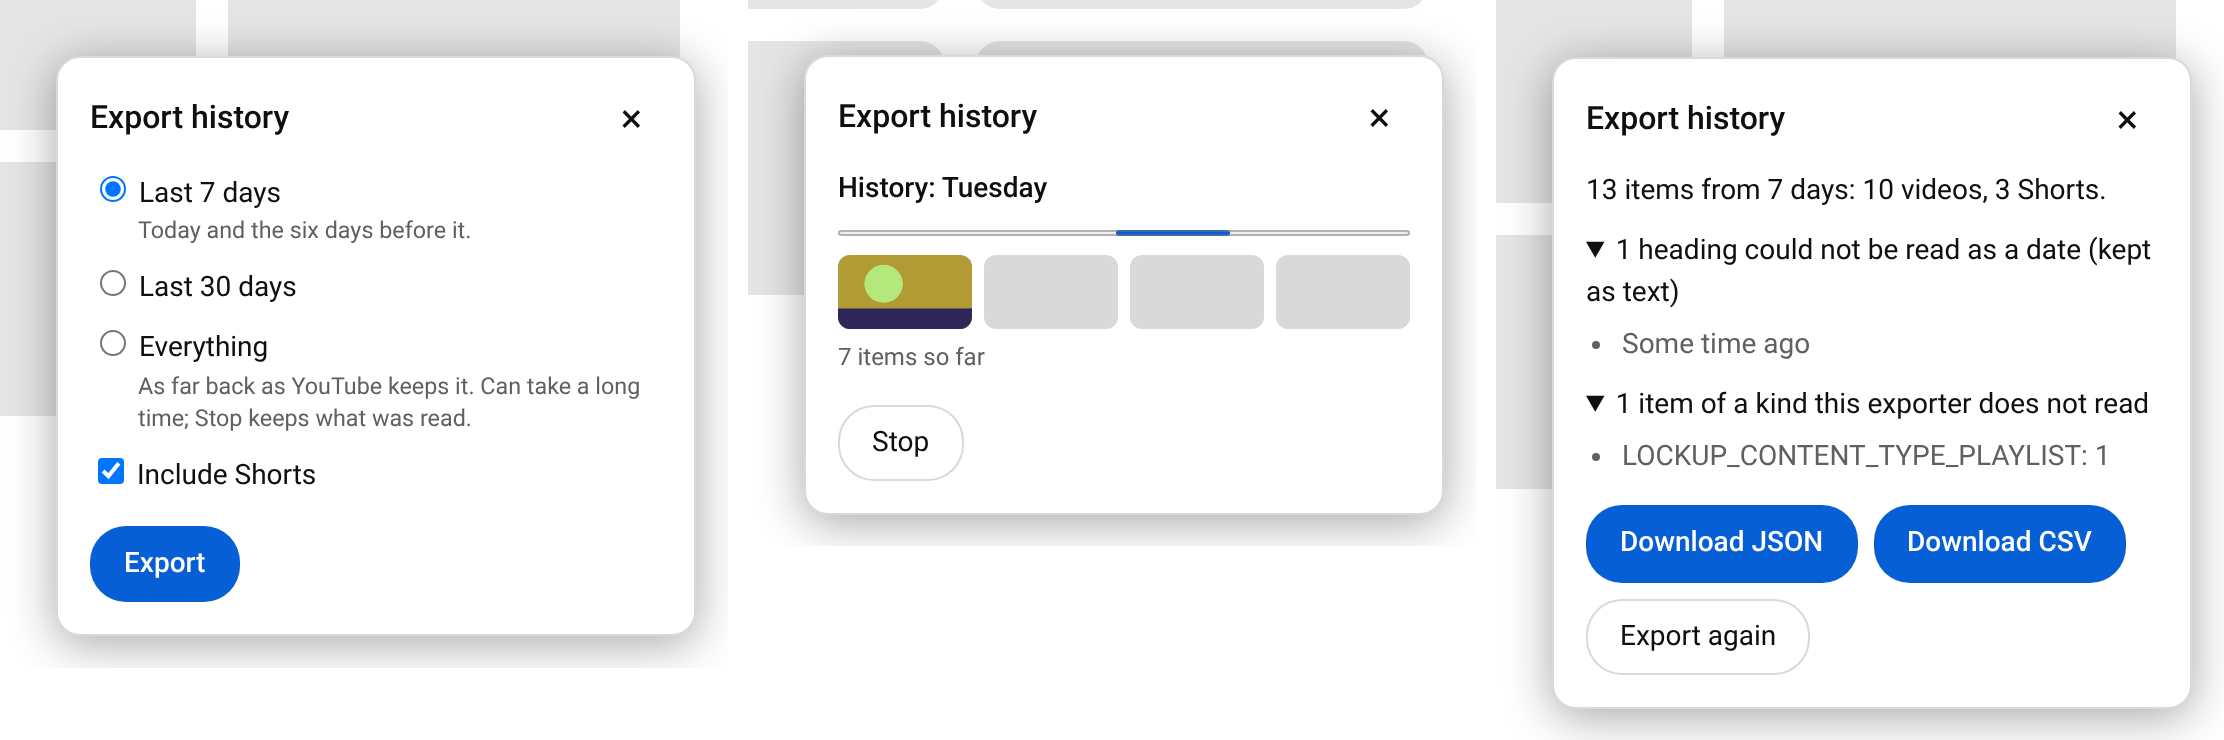 Export history
Last 7 days
Today and the six days before it.
Last 30 days
Everything
As far back as YouTube keeps it. Can take a long
time; Stop keeps what was read.
Include Shorts
Export
Export history
History: Tuesday
7 items so far
Stop
Export history
13 items from 7 days: 10 videos, 3 Shorts.
1 heading could not be read as a date (kept
as text)
Some time ago
1 item of a kind this exporter does not read
LOCKUP_CONTENT_TYPE_PLAYLIST: 1
Download JSON
Download CSV
Export again